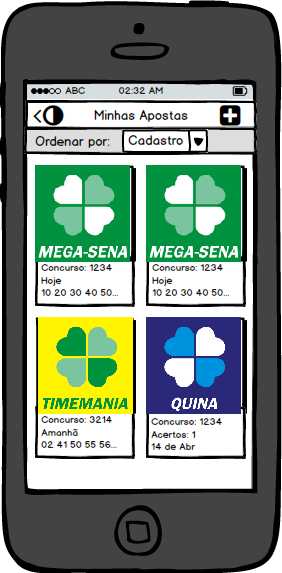 ABC 02:32 AM
Minhas Apostas
Ordenar por: Cadastro
MEGA-SENA
Concurso: 1234
Hoje
10 20 30 40 50...
MEGA-SENA
Concurso: 1234
Hoje
10 20 30 40 50...
TIMEMANIA
Concurso: 3214
Amanhã
02 41 50 55 56...
QUINA
Concurso: 1234
Acertos: 1
14 de Abr